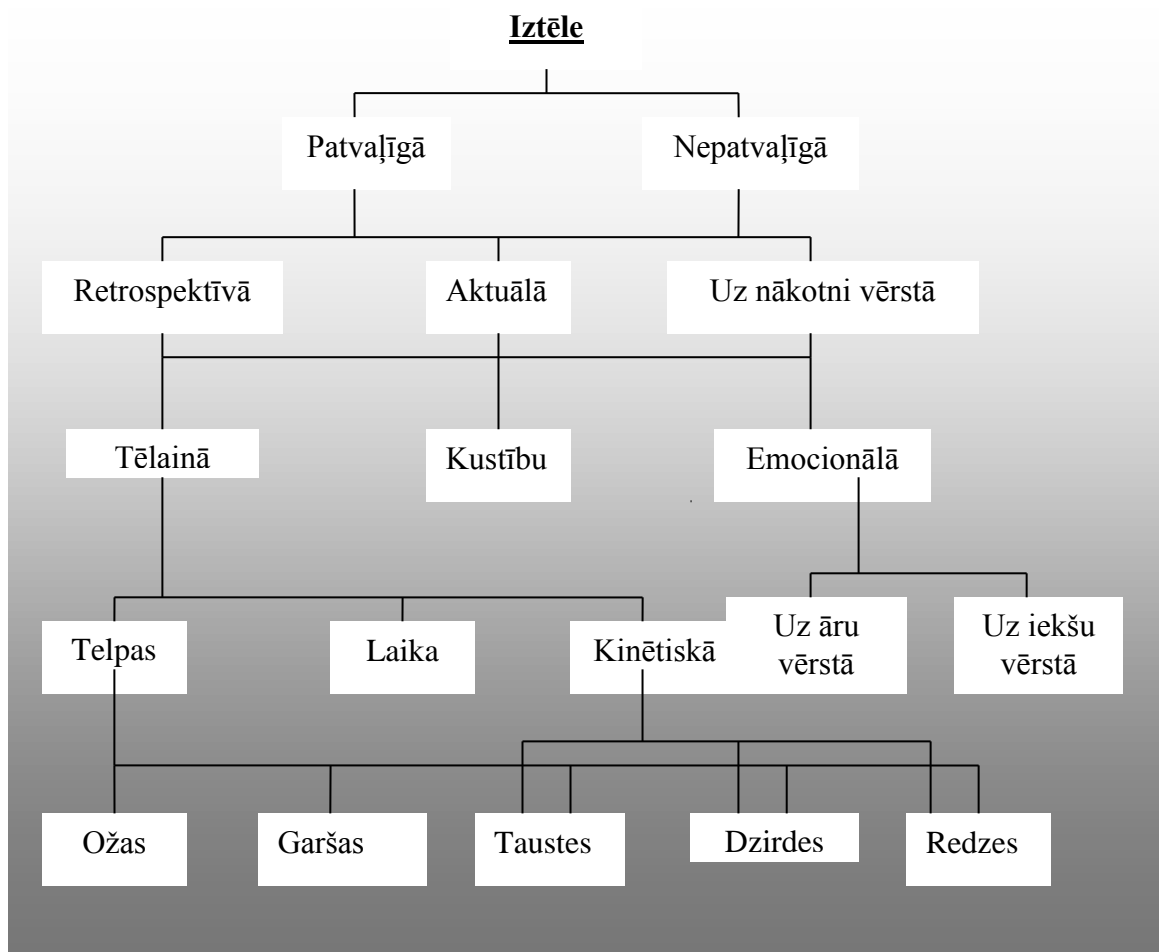 Iztēle
Patvaļīgā
Nepatvaļīgā
Retrospektīvā
Aktuālā
Uz nākotni vērstā
Tēlainā
Kustību
Emocionālā
Telpas
Laika
Kinētiskā
Uz āru
vērstā
Uz iekšu
vērstā
Ožas
Garšas
Taustes
Dzirdes
Redzes